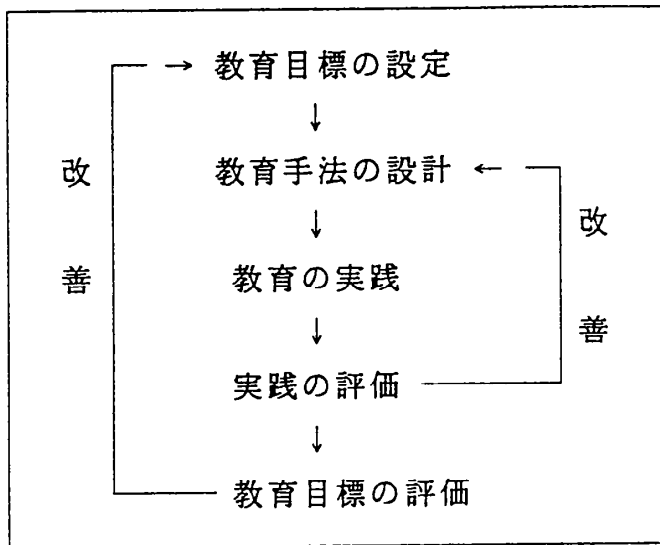 教育目標の設定
↓
教育手法の設計
↓
教育の実践
↓
実践の評価
↓
教育目標の評価
改善
改善